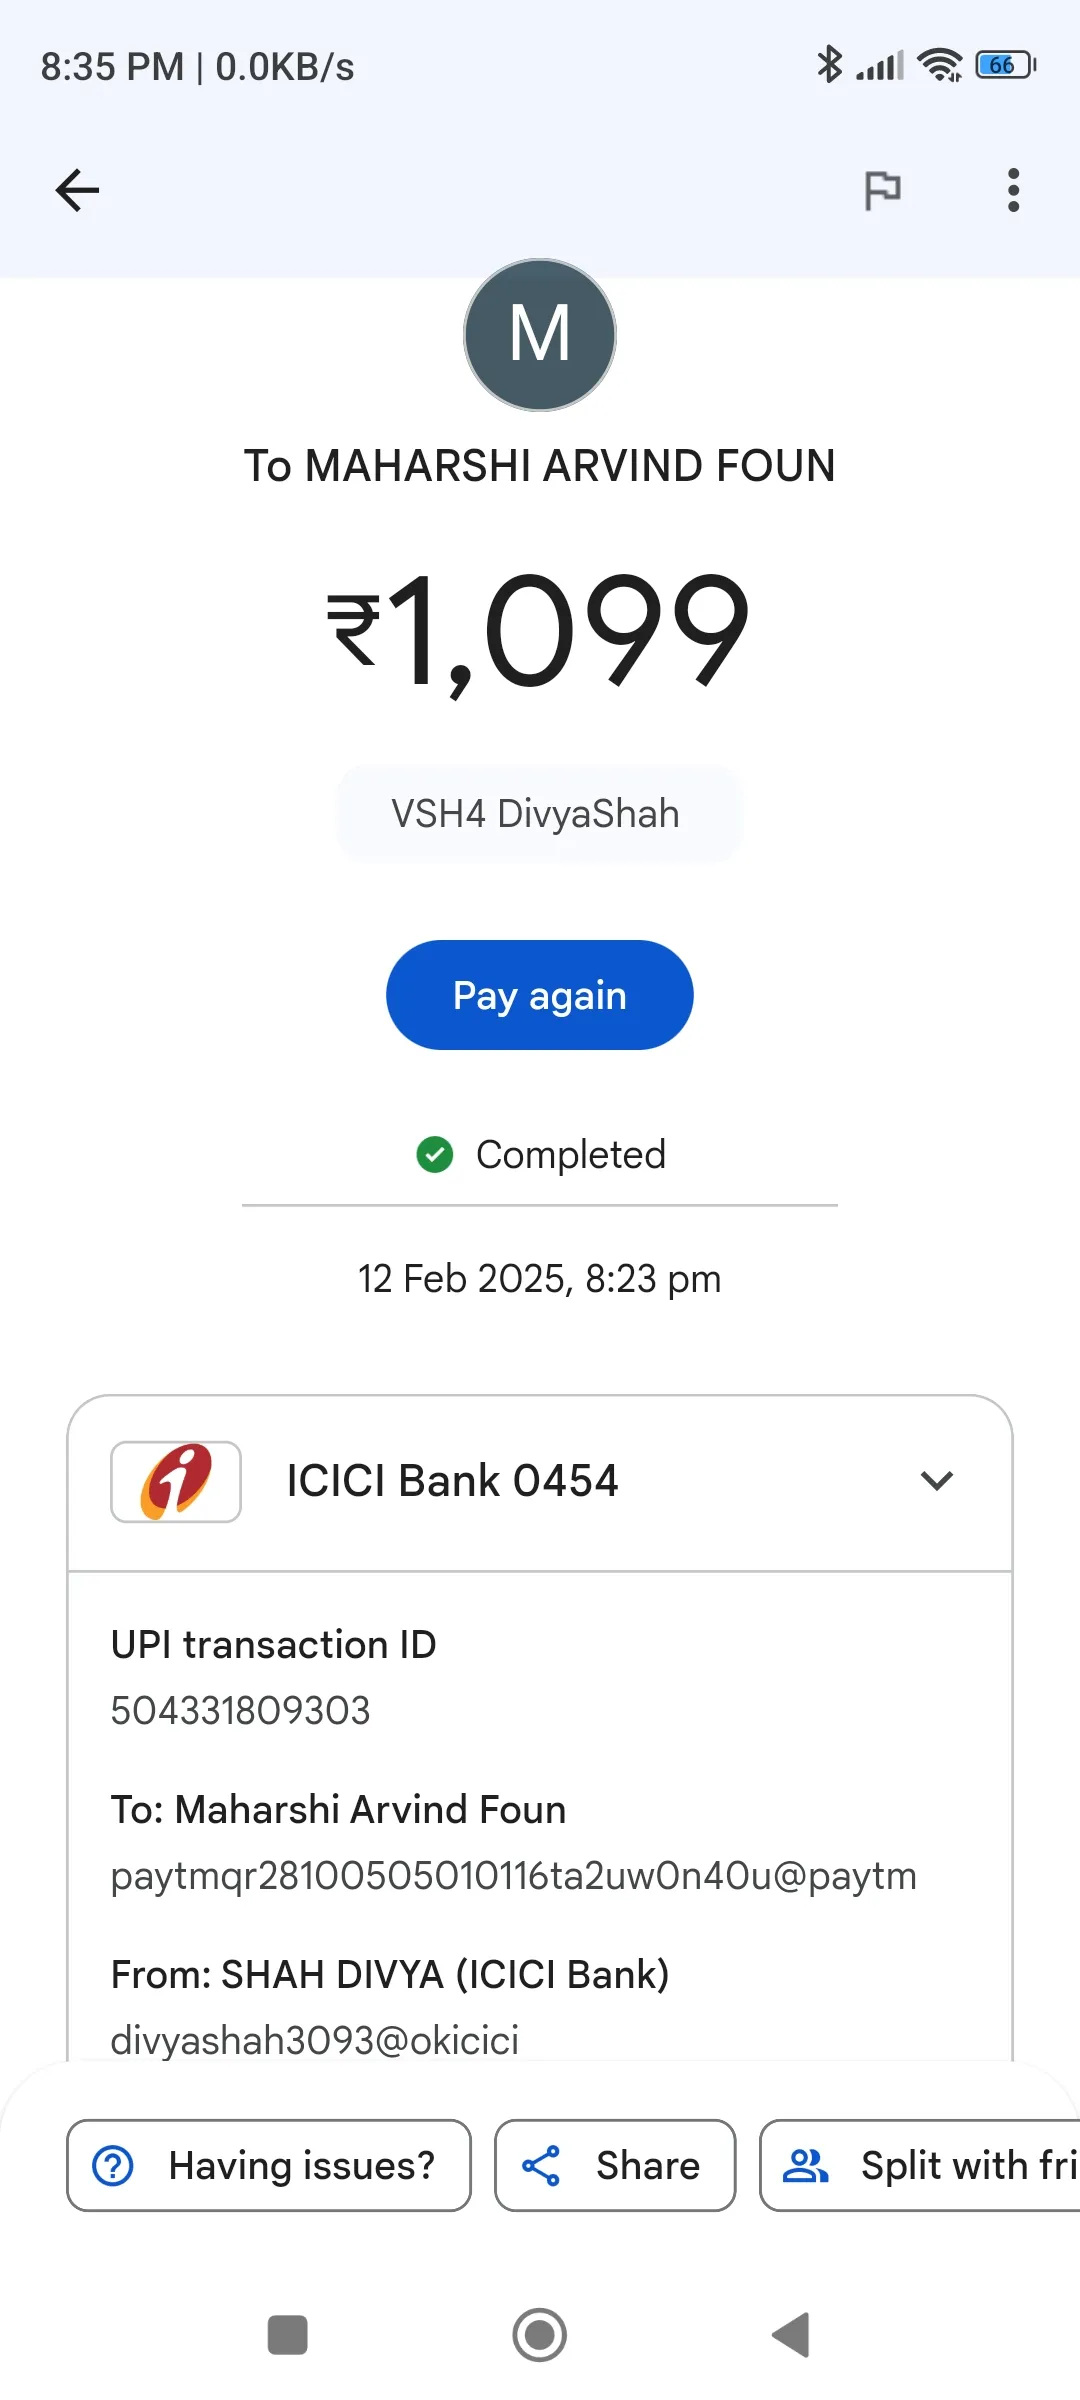 8:35 PM | 0.0KB/s
66
M
To MAHARSHI ARVIND FOUN
₹1,099
VSH4 DivyaShah
Pay again
Completed
12 Feb 2025, 8:23 pm
ICICI Bank 0454
UPI transaction ID
504331809303
To: Maharshi Arvind Foun
paytmqr28100505010116ta2uw0n40u@paytm
From: SHAH DIVYA (ICICI Bank)
divyashah3093@okicici
Having issues?
Share
Split with fri